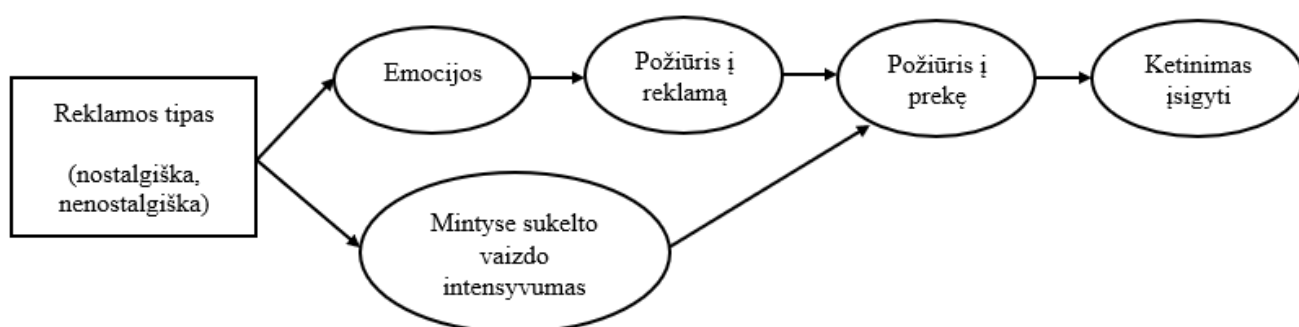 Reklamos tipas
(nostalgiška,
nenostalgiška)
Emocijos
Požiūris į
reklamą
Požiūris į
prekę
Ketinimas
įsigyti
Mintyse sukelto
vaizdo
intensyvumas